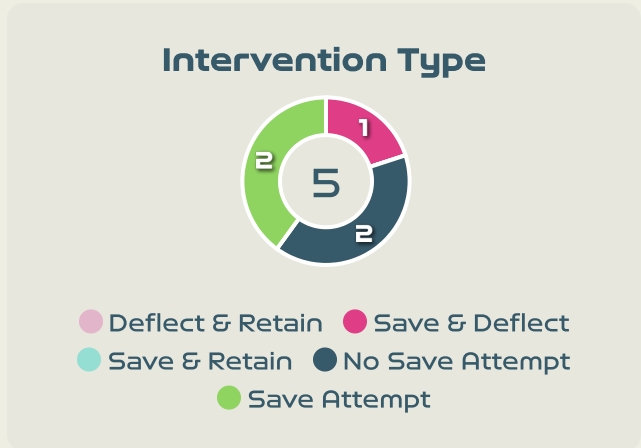 Intervention Type
1
2
5
2
Deflect & Retain Save & Deflect
Save & Retain No Save Attempt
Save Attempt